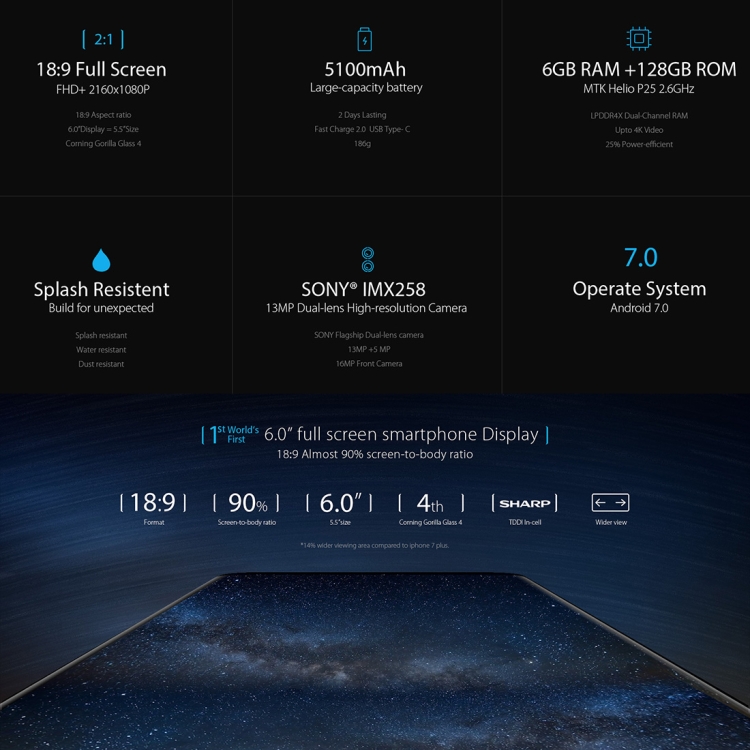 2:1
18:9 Full Screen
FHD+ 2160x1080P
18:9 Aspect ratio
6.0"Display = 5.5"Size
Corning Gorilla Glass 4
5100mAh
Large-capacity battery
2 Days Lasting
Fast Charge 2.0 USB Type- C
186g
6GB RAM +128GB ROM
MTK Helio P25 2.6GHz
LPDDR4X Dual-Channel RAM
Upto 4K Video
25% Power-efficient
Splash Resistent
Build for unexpected
Splash resistant
Water resistant
Dust resistant
SONY® IMX258
13MP Dual-lens High-resolution Camera
SONY Flagship Dual-lens camera
13MP +5 MP
16MP Front Camera
7.0
Operate System
Android 7.0
1st World's First 6.0" full screen smartphone Display
18:9 Almost 90% screen-to-body ratio
18:9
Format
90%
Screen-to-body ratio
6.0"
5.5"size
4th
Corning Gorilla Glass 4
SHARP
TDDI In-cell
Wider view
*14% wider viewing area compared to iphone 7 plus.